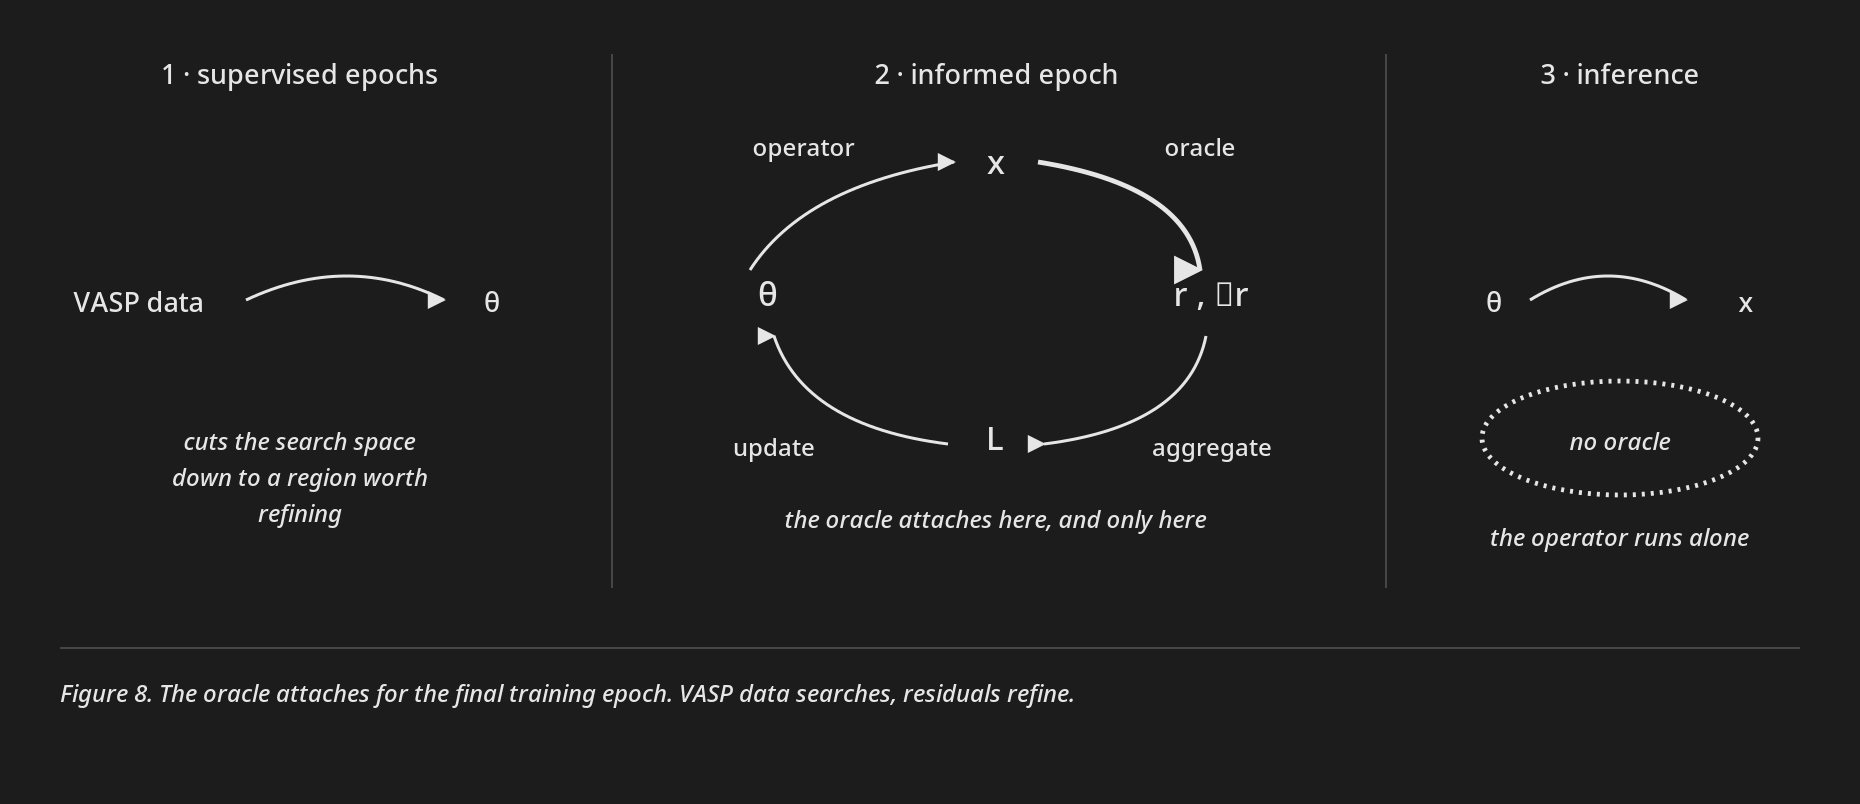 1 · supervised epochs
2 · informed epoch
3 · inference
operator
x
oracle
VASP data
θ
θ
r , ▯r
θ
x
update
L
aggregate
cuts the search space
down to a region worth
refining
the oracle attaches here, and only here
no oracle
the operator runs alone
Figure 8. The oracle attaches for the final training epoch. VASP data searches, residuals refine.